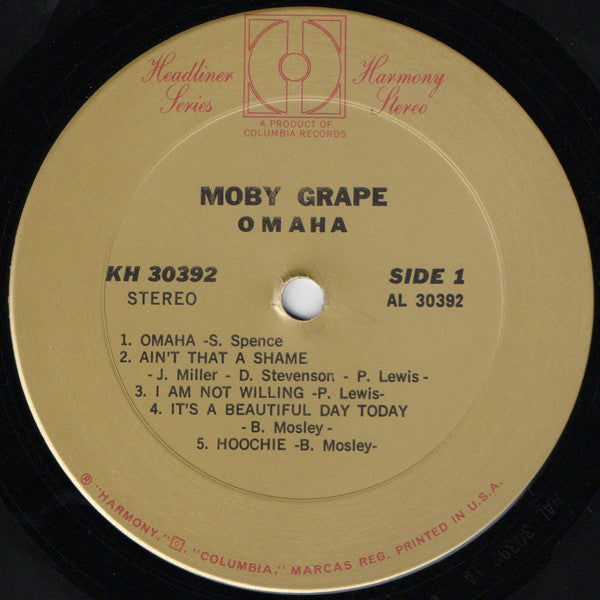 Headliner Series
Harmony Stereo
A PRODUCT OF
COLUMBIA RECORDS
MOBY GRAPE
OMAHA
KH 30392
STEREO
SIDE 1
AL 30392
1. OMAHA -S. Spence
2. AIN'T THAT A SHAME
-J. Miller - D. Stevenson - P. Lewis -
3. I AM NOT WILLING -P. Lewis-
4. IT'S A BEAUTIFUL DAY TODAY
- B. Mosley -
5. HOOCHIE -B. Mosley-
® "HARMONY," "COLUMBIA," MARCAS REG. PRINTED IN U.S.A.